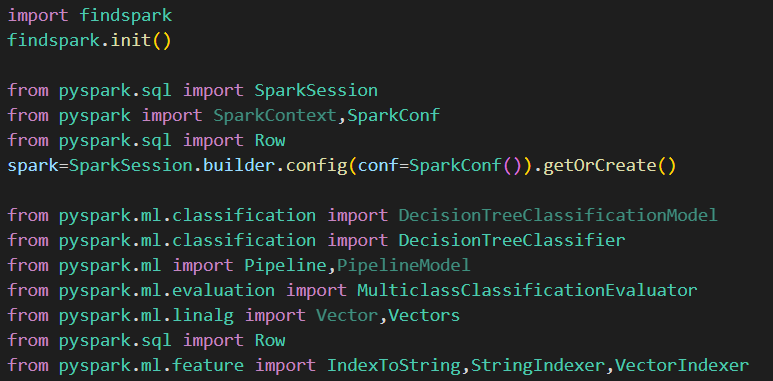 import findspark
findspark.init()
from pyspark.sql import SparkSession
from pyspark import SparkContext,SparkConf
from pyspark.sql import Row
spark=SparkSession.builder.config(conf=SparkConf()).getOrCreate()
from pyspark.ml.classification import DecisionTreeClassificationModel
from pyspark.ml.classification import DecisionTreeClassifier
from pyspark.ml import Pipeline,PipelineModel
from pyspark.ml.evaluation import MulticlassClassificationEvaluator
from pyspark.ml.linalg import Vector,Vectors
from pyspark.sql import Row
from pyspark.ml.feature import IndexToString,StringIndexer,VectorIndexer